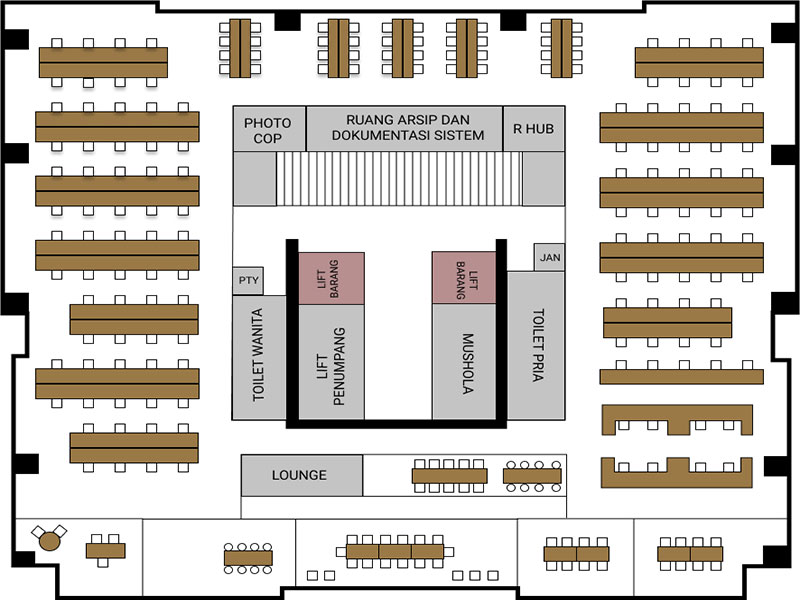 PHOTO
COP
RUANG ARSIP DAN
DOKUMENTASI SISTEM
R HUB
PTY
TOILET WANITA
LIFT
BARANG
LIFT
PENUMPANG
LIFT
BARANG
MUSHOLA
JAN
TOILET PRIA
LOUNGE